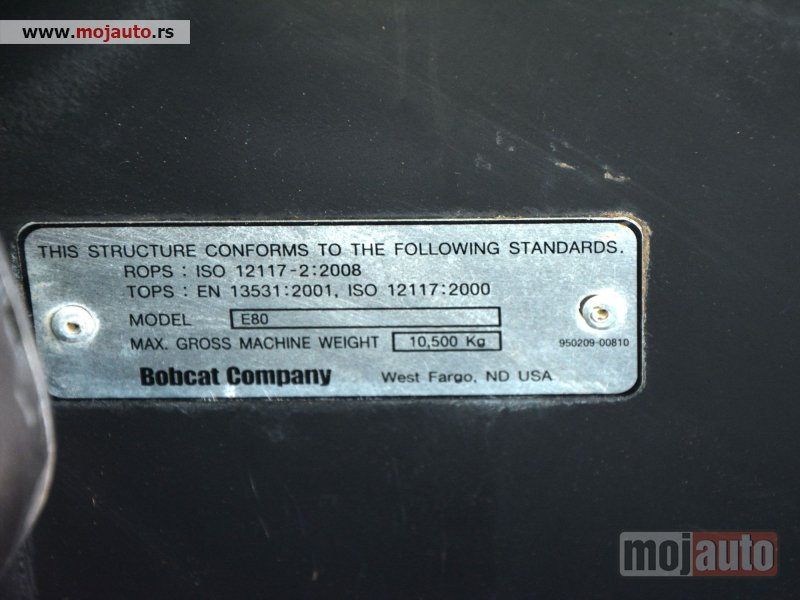 www.mojauto.rs
THIS STRUCTURE CONFORMS TO THE FOLLOWING STANDARDS.
ROPS : ISO 12117-2:2008
TOPS : EN 13531:2001, ISO 12117:2000
MODEL E80
MAX. GROSS MACHINE WEIGHT 10,500 Kg
950209-00810
Bobcat Company West Fargo, ND USA
mojauto